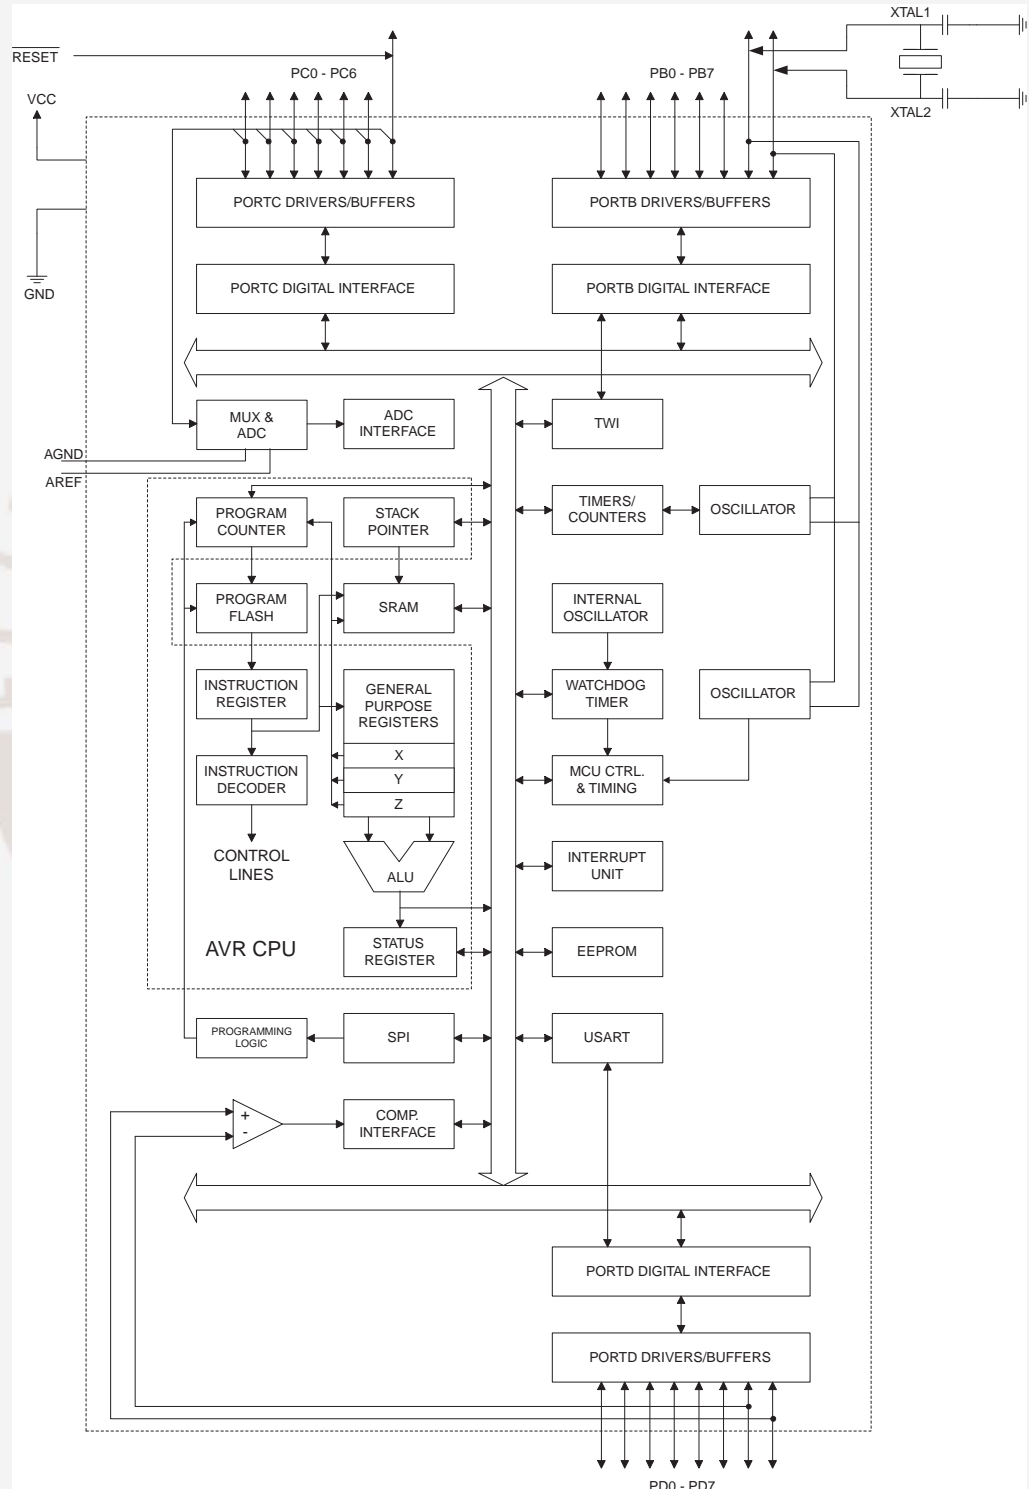 XTAL1
RESET
PC0 - PC6
PB0 - PB7
VCC
XTAL2
PORTC DRIVERS/BUFFERS
PORTB DRIVERS/BUFFERS
GND
PORTC DIGITAL INTERFACE
PORTB DIGITAL INTERFACE
MUX &
ADC
ADC
INTERFACE
TWI
AGND
AREF
PROGRAM
COUNTER
STACK
POINTER
TIMERS/
COUNTERS
OSCILLATOR
PROGRAM
FLASH
SRAM
INTERNAL
OSCILLATOR
INSTRUCTION
REGISTER
GENERAL
PURPOSE
REGISTERS
WATCHDOG
TIMER
OSCILLATOR
X
INSTRUCTION
DECODER
Y
Z
MCU CTRL.
& TIMING
CONTROL
LINES
ALU
INTERRUPT
UNIT
AVR CPU
STATUS
REGISTER
EEPROM
PROGRAMMING
LOGIC
SPI
USART
+
-
COMP.
INTERFACE
PORTD DIGITAL INTERFACE
PORTD DRIVERS/BUFFERS
PD0 - PD7